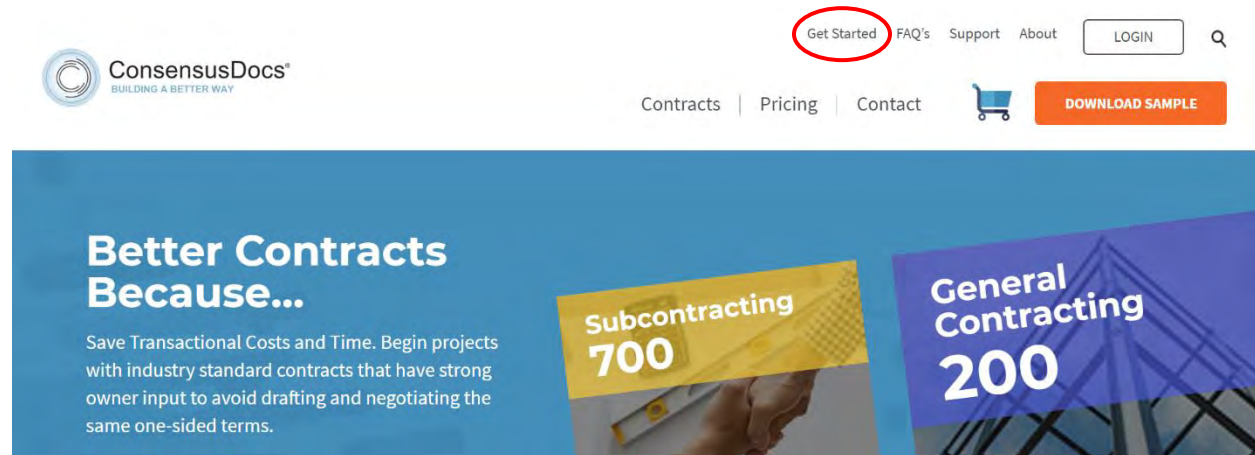 Get Started FAQ's Support About LOGIN
ConsensusDocs®
BUILDING A BETTER WAY
Contracts | Pricing | Contact
DOWNLOAD SAMPLE
Better Contracts
Because...
Save Transactional Costs and Time. Begin projects
with industry standard contracts that have strong
owner input to avoid drafting and negotiating the
same one-sided terms.
Subcontracting
700
General
Contracting
200